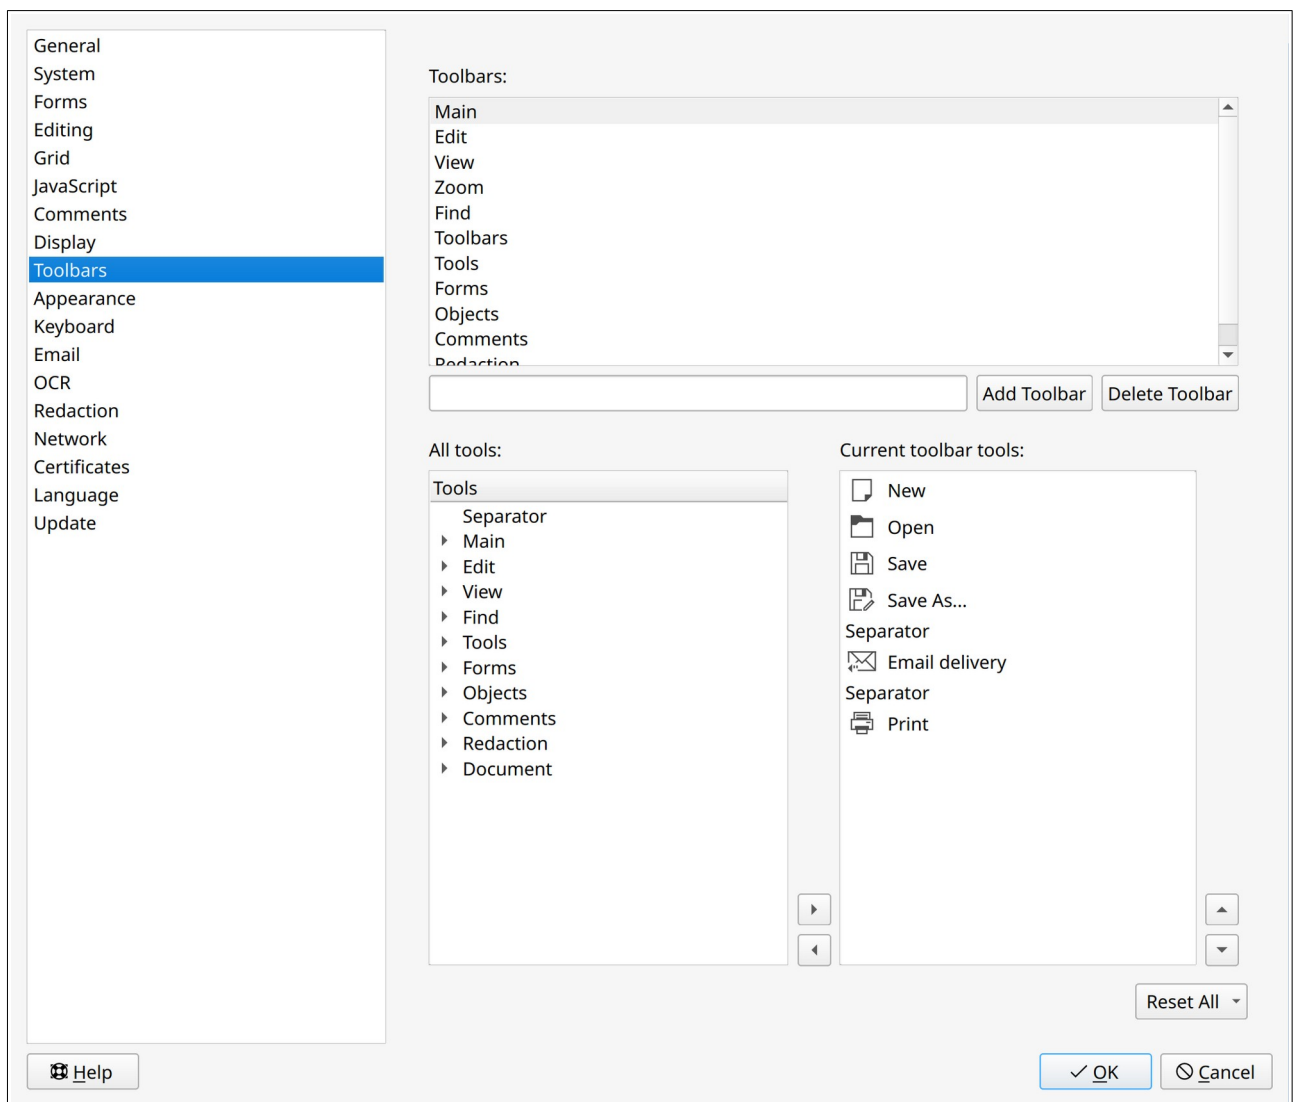 General
System
Forms
Editing
Grid
JavaScript
Comments
Display
Toolbars
Appearance
Keyboard
Email
OCR
Redaction
Network
Certificates
Language
Update
Toolbars:
Main
Edit
View
Zoom
Find
Toolbars
Tools
Forms
Objects
Comments
Redaction
Add Toolbar
Delete Toolbar
All tools:
Tools
Separator
Main
Edit
View
Find
Tools
Forms
Objects
Comments
Redaction
Document
Current toolbar tools:
New
Open
Save
Save As...
Separator
Email delivery
Separator
Print
Reset All
Help
OK
Cancel